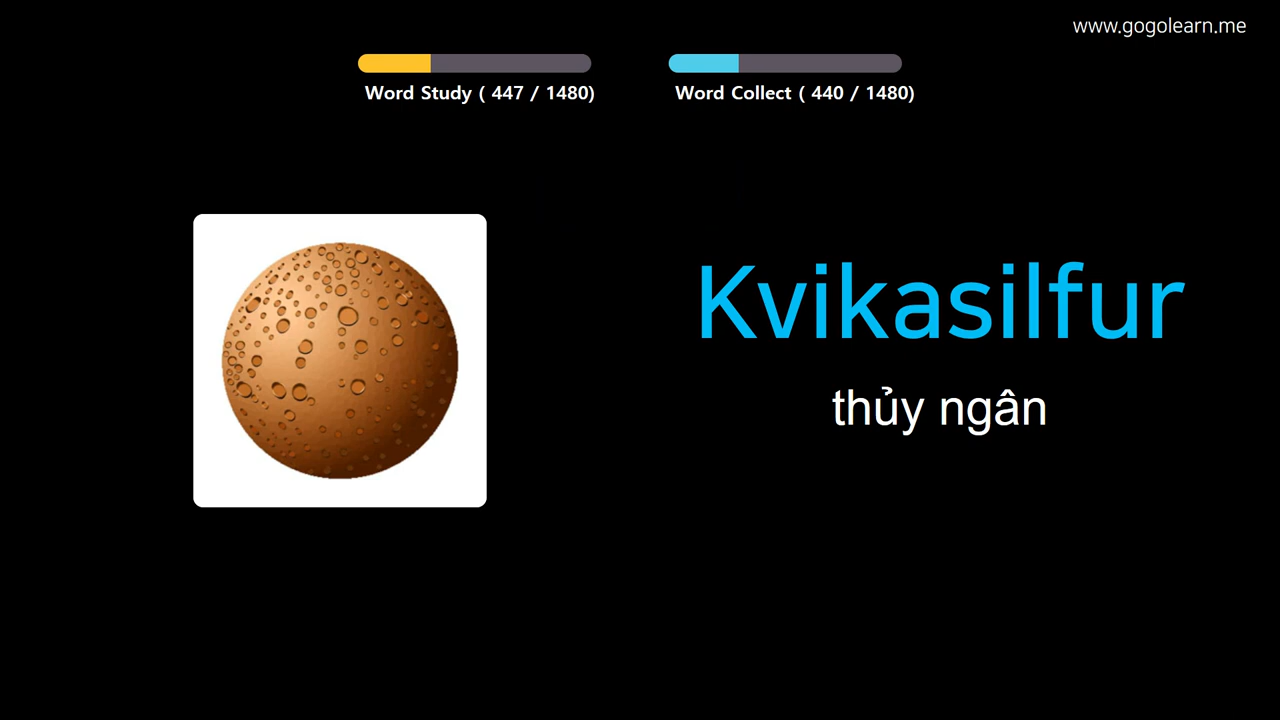 www.gogolearn.me
Word Study ( 447 / 1480)
Word Collect ( 440 / 1480)
Kvikasilfur
thủy ngân